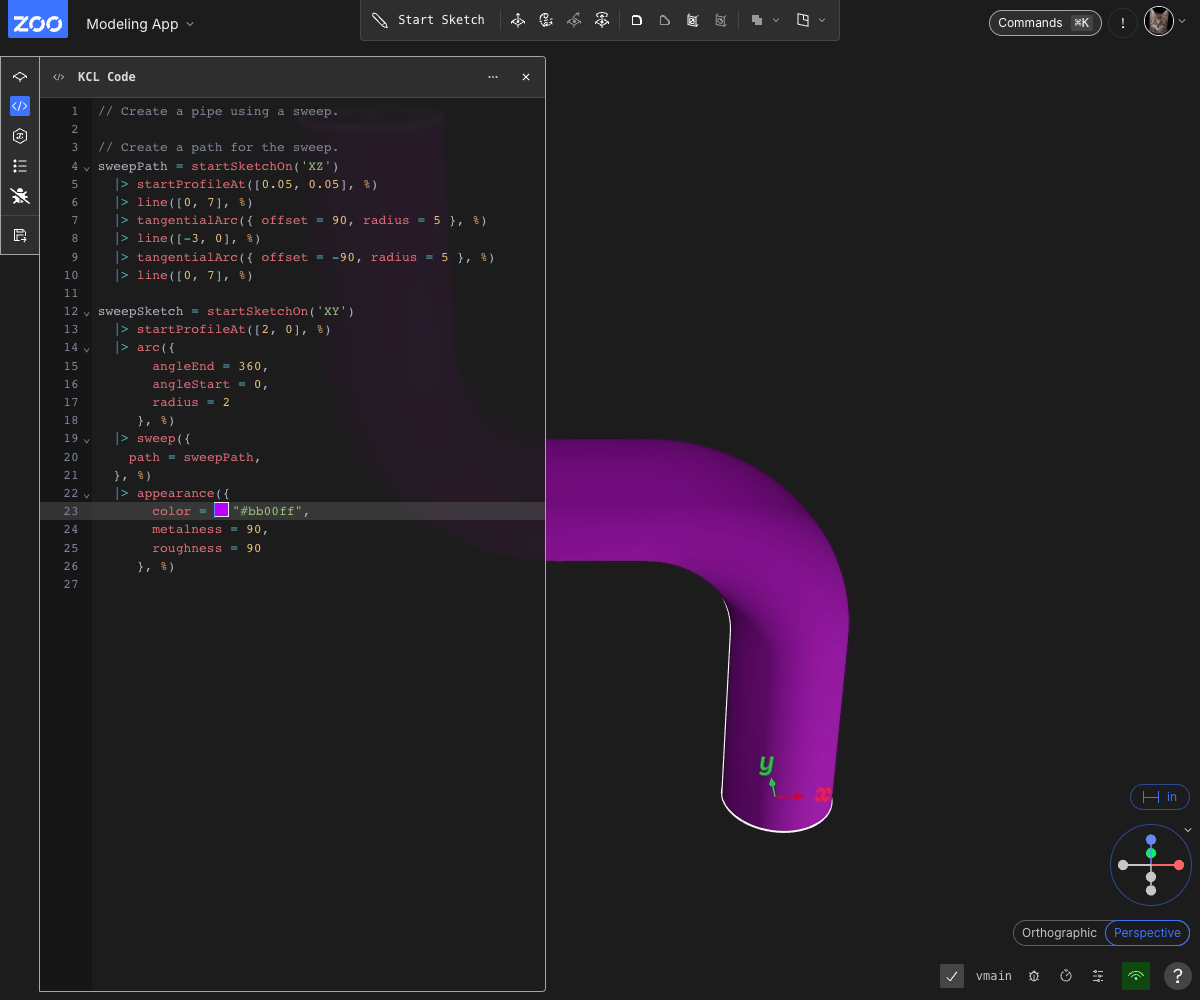 ZOO
Modeling App
Start Sketch
Commands ⌘K
!
KCL Code
1 // Create a pipe using a sweep.
2
3 // Create a path for the sweep.
4 sweepPath = startSketchOn('XZ')
5   |> startProfileAt([0.05, 0.05], %)
6   |> line([0, 7], %)
7   |> tangentialArc({ offset = 90, radius = 5 }, %)
8   |> line([-3, 0], %)
9   |> tangentialArc({ offset = -90, radius = 5 }, %)
10   |> line([0, 7], %)
11
12 sweepSketch = startSketchOn('XY')
13   |> startProfileAt([2, 0], %)
14   |> arc({
15        angleEnd = 360,
16        angleStart = 0,
17        radius = 2
18      }, %)
19   |> sweep({
20     path = sweepPath,
21   }, %)
22   |> appearance({
23        color = "#bb00ff",
24        metalness = 90,
25        roughness = 90
26      }, %)
27
y
x
in
Orthographic
Perspective
vmain
?